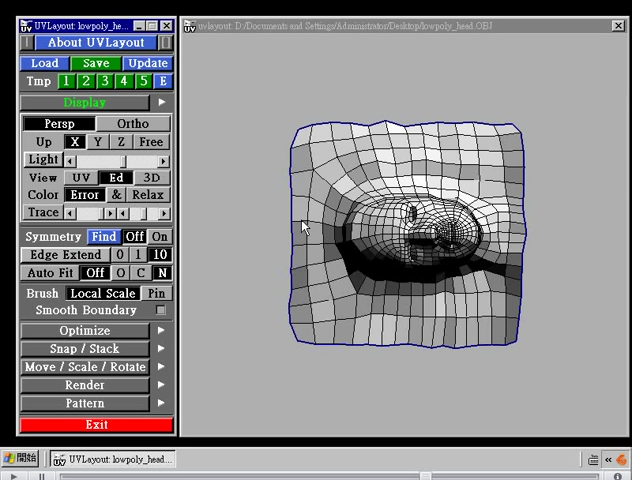 UVLayout: lowpoly_he...
uvlayout: D:/Documents and Settings/Administrator/Desktop/lowpoly_head.OBJ
About UVLayout
Load Save Update
Tmp 1 2 3 4 5 E
Display
Persp Ortho
Up X Y Z Free
Light
View UV Ed 3D
Color Error & Relax
Trace
Symmetry Find Off On
Edge Extend 0 1 10
Auto Fit Off O C N
Brush Local Scale Pin
Smooth Boundary
Optimize
Snap / Stack
Move / Scale / Rotate
Render
Pattern
Exit
開始 UVLayout: lowpoly_head...